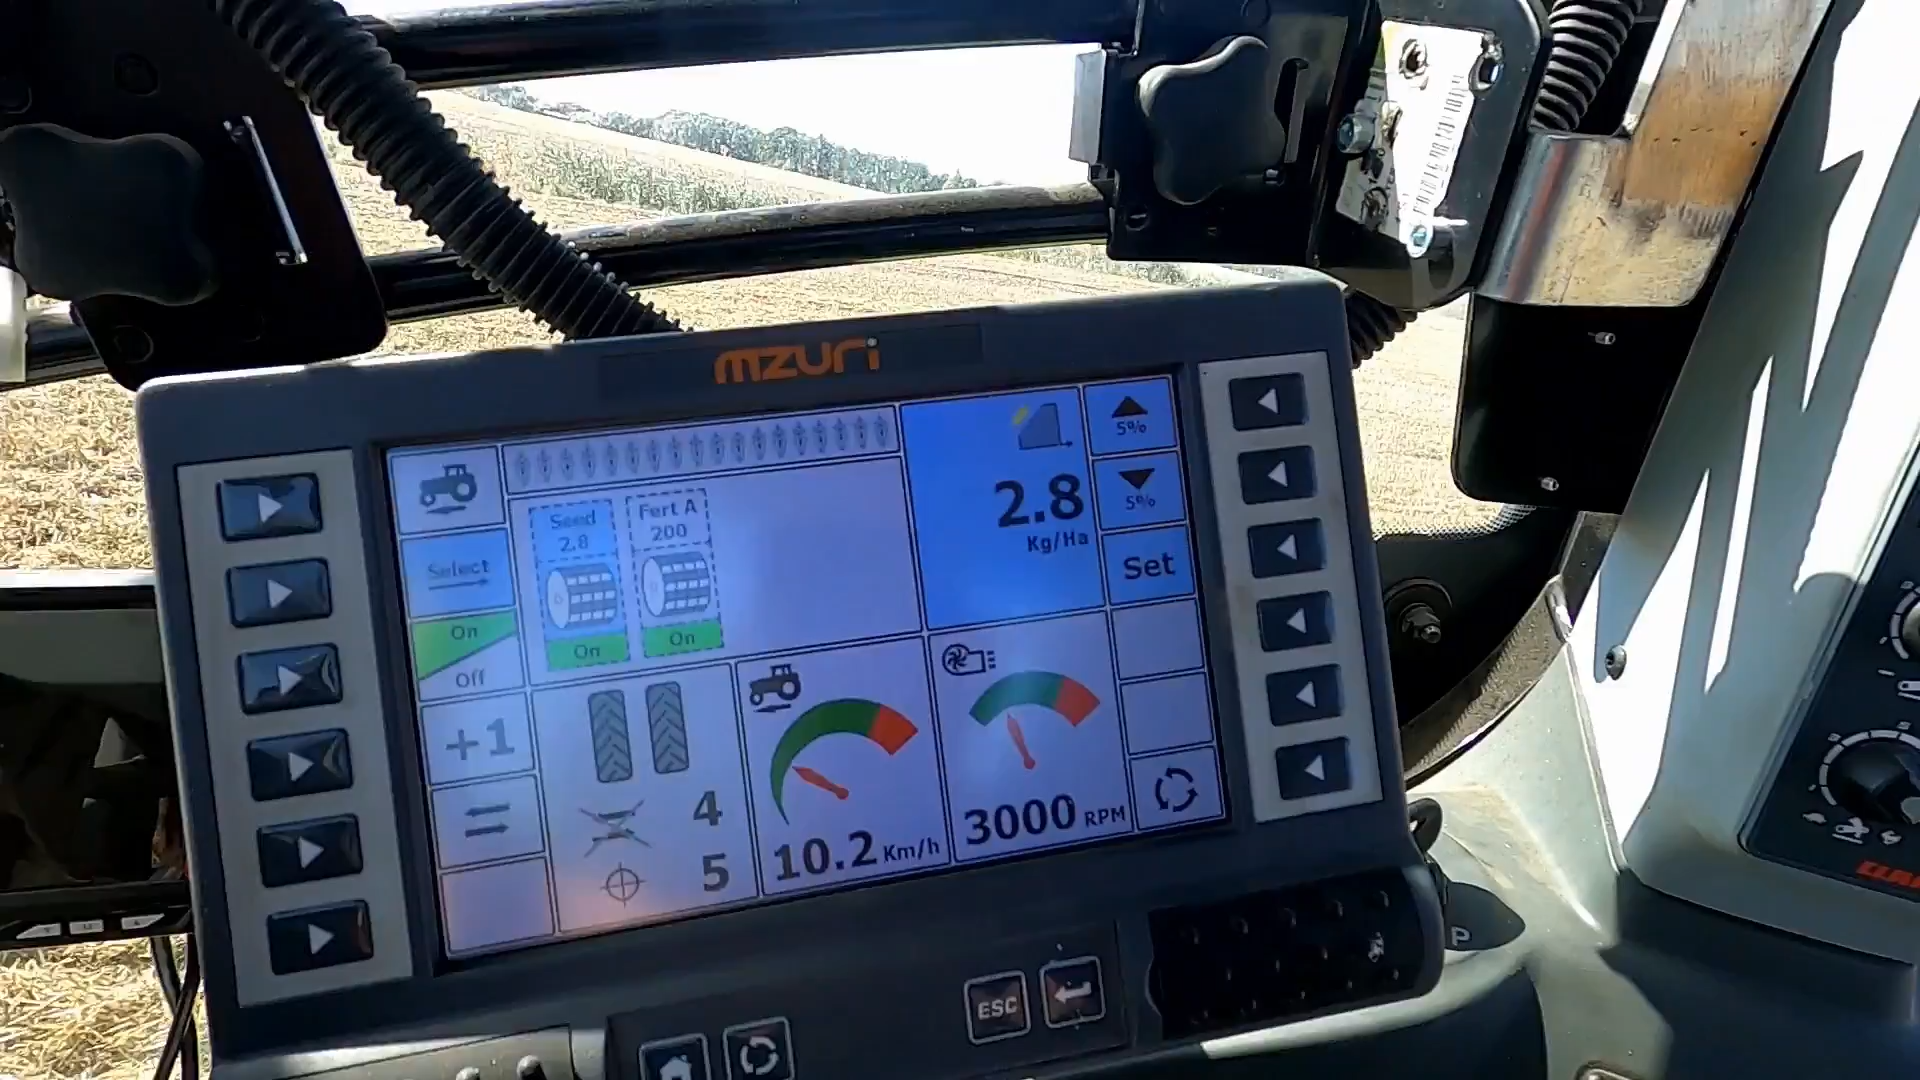 mzuri
5%
5%
2.8
Kg/Ha
Set
Seed
2.8
Fert A
200
Select
On
Off
On
On
+1
4
5
10.2 Km/h
3000 RPM
ESC
P